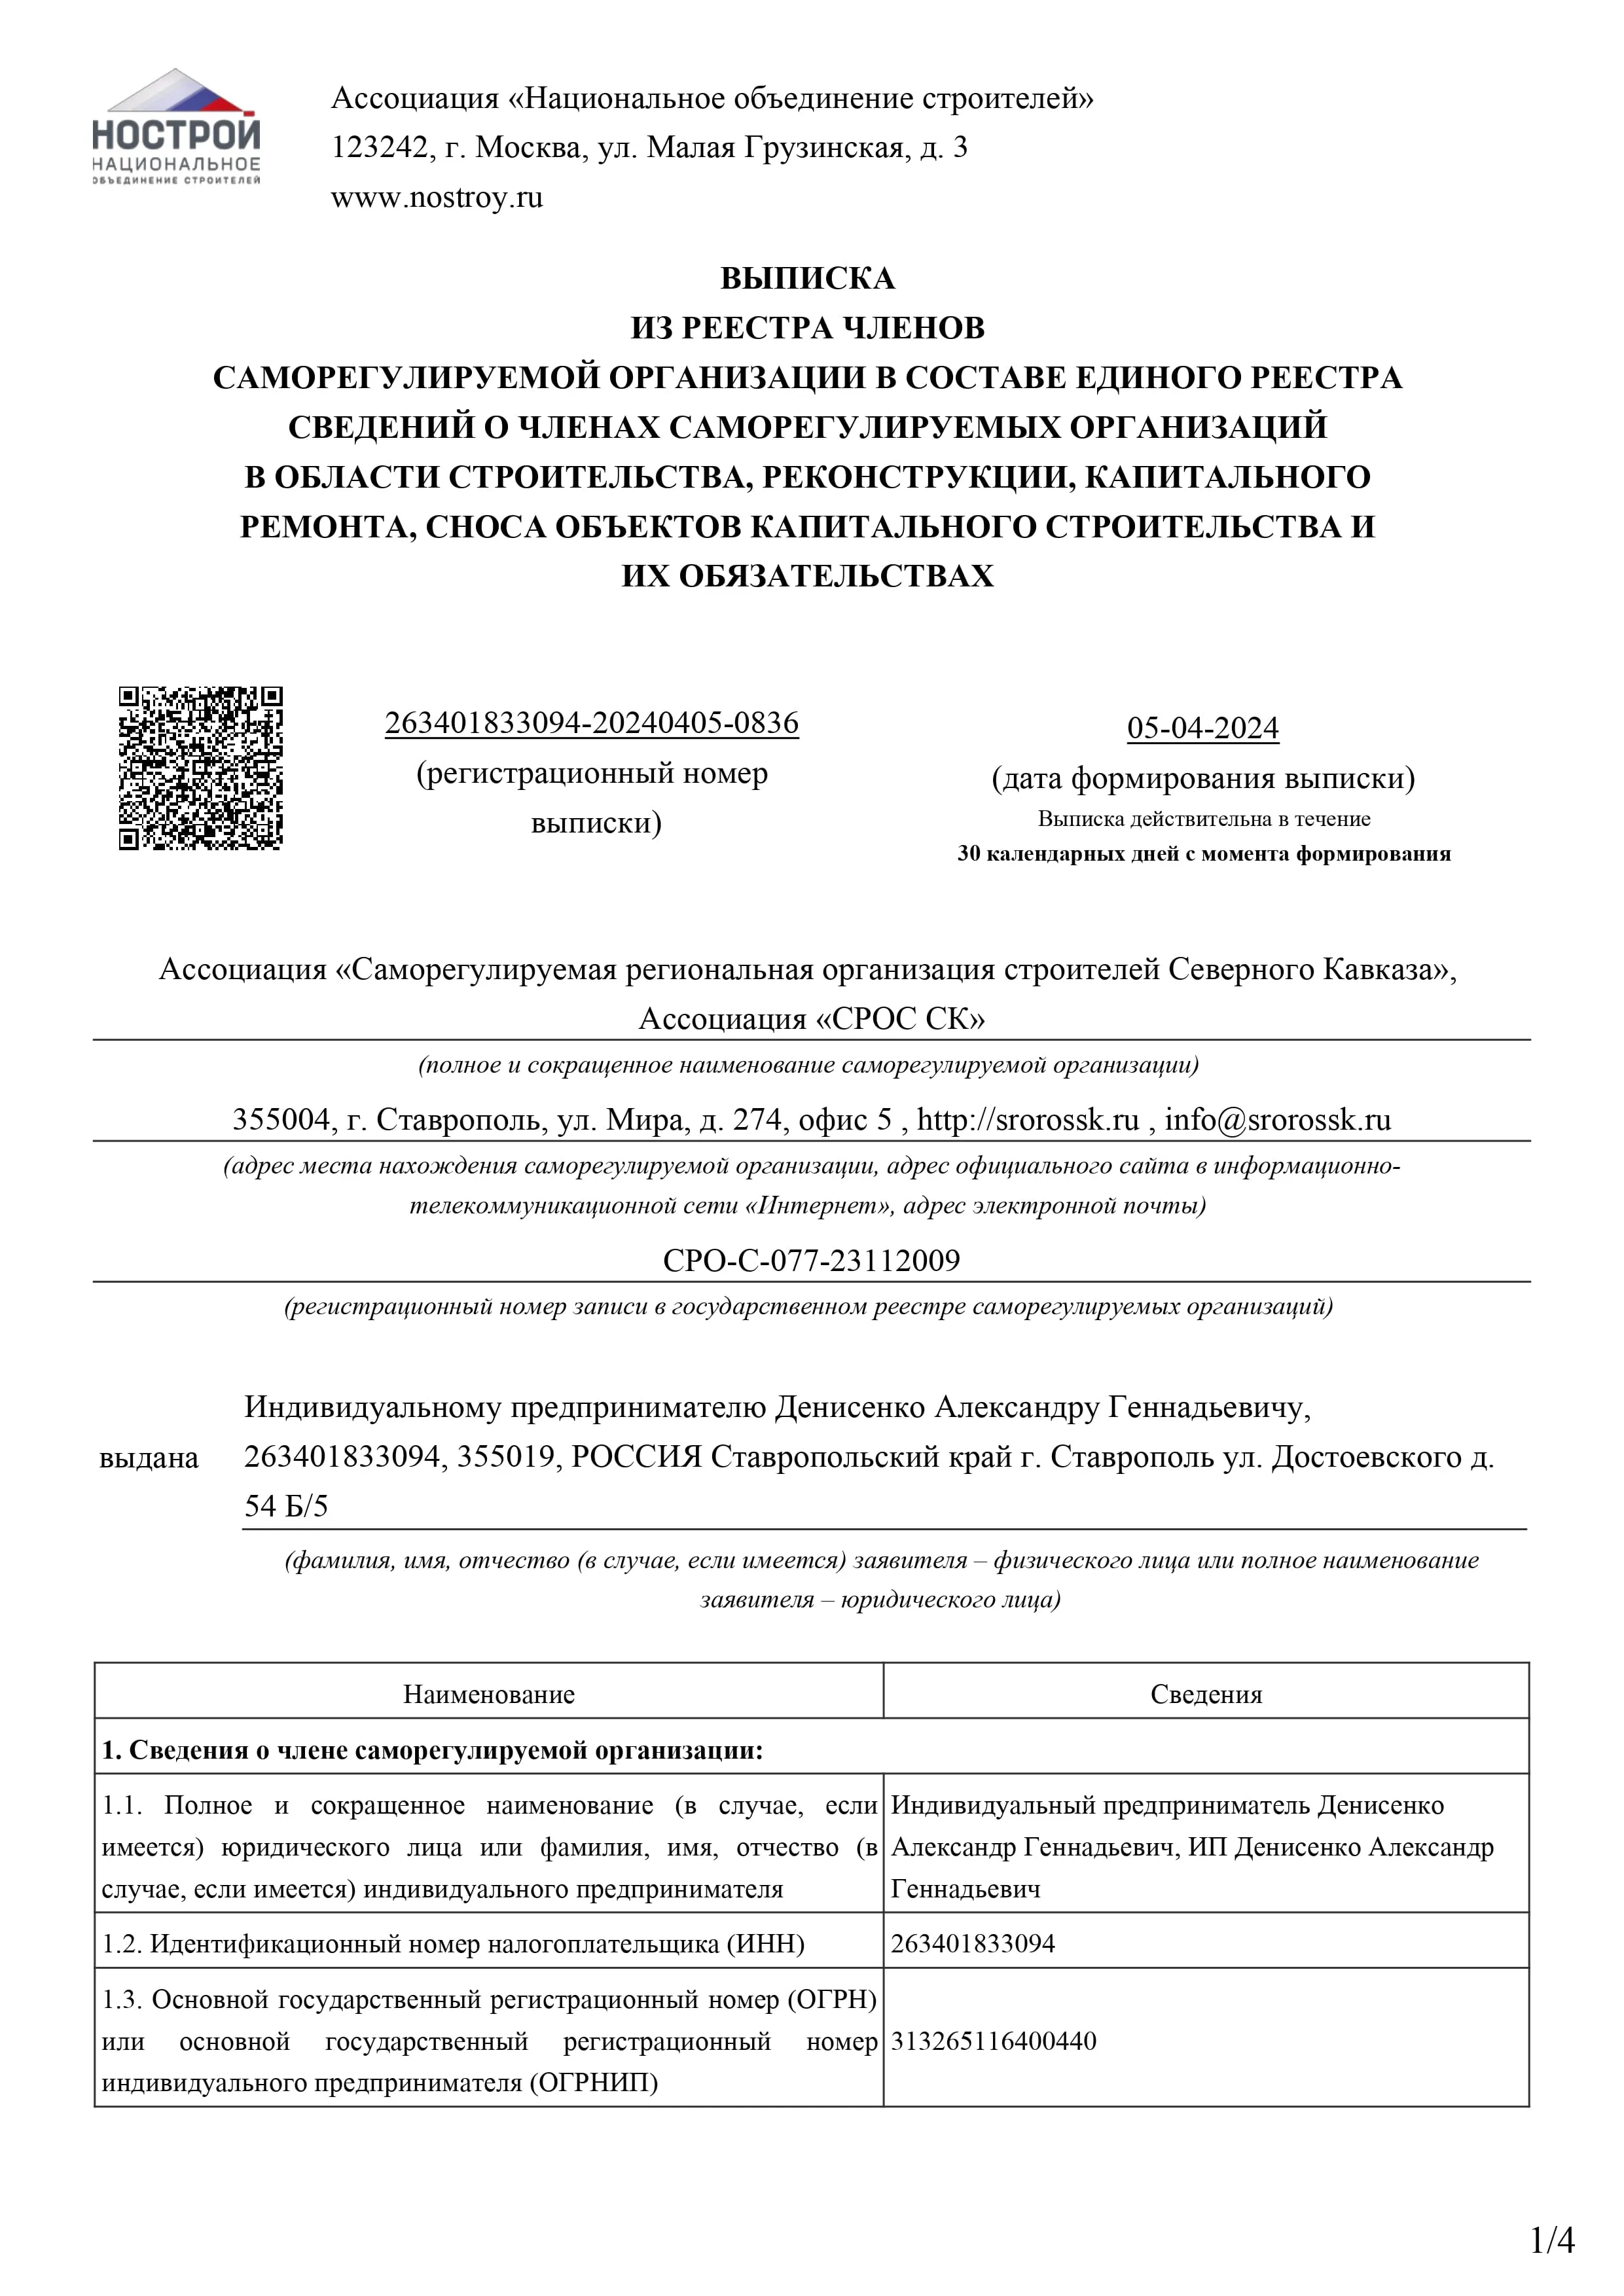 НОСТРОЙ
НАЦИОНАЛЬНОЕ
ОБЪЕДИНЕНИЕ СТРОИТЕЛЕЙ
Ассоциация «Национальное объединение строителей»
123242, г. Москва, ул. Малая Грузинская, д. 3
www.nostroy.ru
ВЫПИСКА
ИЗ РЕЕСТРА ЧЛЕНОВ
САМОРЕГУЛИРУЕМОЙ ОРГАНИЗАЦИИ В СОСТАВЕ ЕДИНОГО РЕЕСТРА
СВЕДЕНИЙ О ЧЛЕНАХ САМОРЕГУЛИРУЕМЫХ ОРГАНИЗАЦИЙ
В ОБЛАСТИ СТРОИТЕЛЬСТВА, РЕКОНСТРУКЦИИ, КАПИТАЛЬНОГО
РЕМОНТА, СНОСА ОБЪЕКТОВ КАПИТАЛЬНОГО СТРОИТЕЛЬСТВА И
ИХ ОБЯЗАТЕЛЬСТВАХ
263401833094-20240405-0836
(регистрационный номер
выписки)
05-04-2024
(дата формирования выписки)
Выписка действительна в течение
30 календарных дней с момента формирования
Ассоциация «Саморегулируемая региональная организация строителей Северного Кавказа»,
Ассоциация «СРОС СК»
(полное и сокращенное наименование саморегулируемой организации)
355004, г. Ставрополь, ул. Мира, д. 274, офис 5 , http://srorossk.ru , info@srorossk.ru
(адрес места нахождения саморегулируемой организации, адрес официального сайта в информационно-
телекоммуникационной сети «Интернет», адрес электронной почты)
СРО-С-077-23112009
(регистрационный номер записи в государственном реестре саморегулируемых организаций)
выдана
Индивидуальному предпринимателю Денисенко Александру Геннадьевичу,
263401833094, 355019, РОССИЯ Ставропольский край г. Ставрополь ул. Достоевского д.
54 Б/5
(фамилия, имя, отчество (в случае, если имеется) заявителя – физического лица или полное наименование
заявителя – юридического лица)
Наименование
Сведения
1. Сведения о члене саморегулируемой организации:
1.1. Полное и сокращенное наименование (в случае, если
имеется) юридического лица или фамилия, имя, отчество (в
случае, если имеется) индивидуального предпринимателя
Индивидуальный предприниматель Денисенко
Александр Геннадьевич, ИП Денисенко Александр
Геннадьевич
1.2. Идентификационный номер налогоплательщика (ИНН)
263401833094
1.3. Основной государственный регистрационный номер (ОГРН)
или основной государственный регистрационный номер
индивидуального предпринимателя (ОГРНИП)
313265116400440
1/4